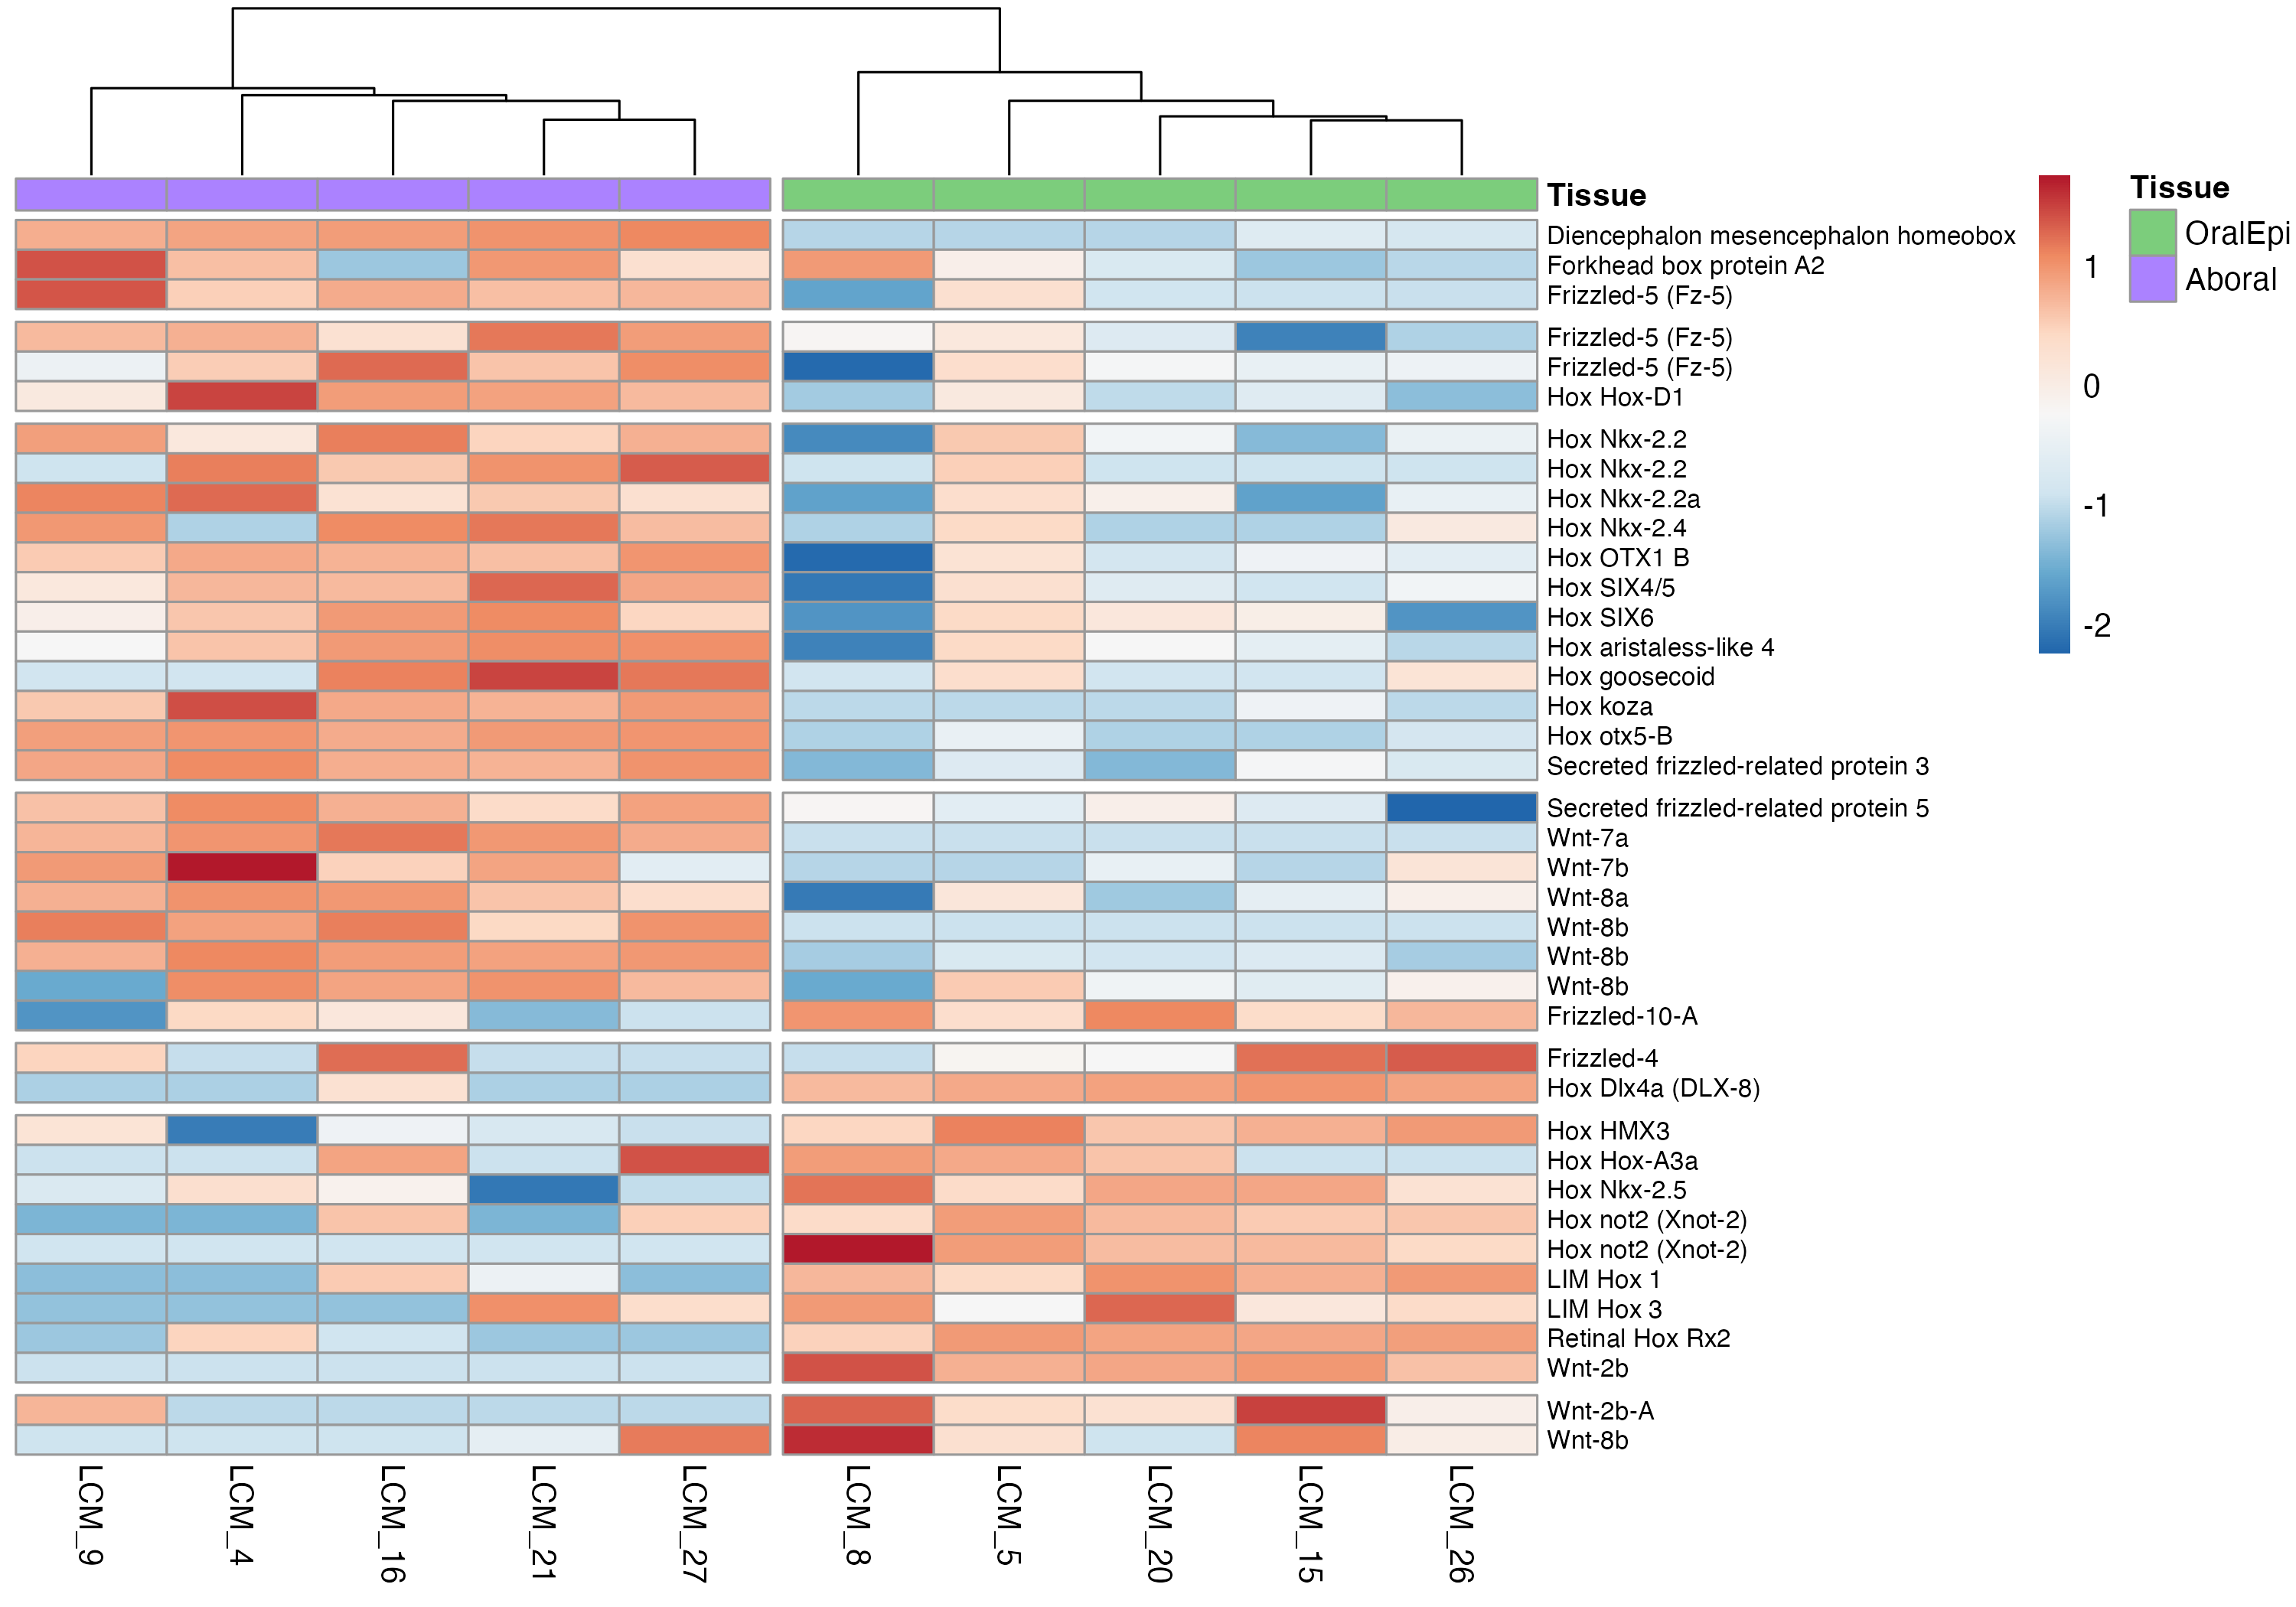 Tissue
Diencephalon mesencephalon homeobox
Forkhead box protein A2
Frizzled-5 (Fz-5)
Frizzled-5 (Fz-5)
Frizzled-5 (Fz-5)
Hox Hox-D1
Hox Nkx-2.2
Hox Nkx-2.2
Hox Nkx-2.2a
Hox Nkx-2.4
Hox OTX1 B
Hox SIX4/5
Hox SIX6
Hox aristaless-like 4
Hox goosecoid
Hox koza
Hox otx5-B
Secreted frizzled-related protein 3
Secreted frizzled-related protein 5
Wnt-7a
Wnt-7b
Wnt-8a
Wnt-8b
Wnt-8b
Wnt-8b
Frizzled-10-A
Frizzled-4
Hox Dlx4a (DLX-8)
Hox HMX3
Hox Hox-A3a
Hox Nkx-2.5
Hox not2 (Xnot-2)
Hox not2 (Xnot-2)
LIM Hox 1
LIM Hox 3
Retinal Hox Rx2
Wnt-2b
Wnt-2b-A
Wnt-8b
LCM_9
LCM_4
LCM_16
LCM_21
LCM_27
LCM_8
LCM_5
LCM_20
LCM_15
LCM_26
1
0
-1
-2
Tissue
OralEpi
Aboral